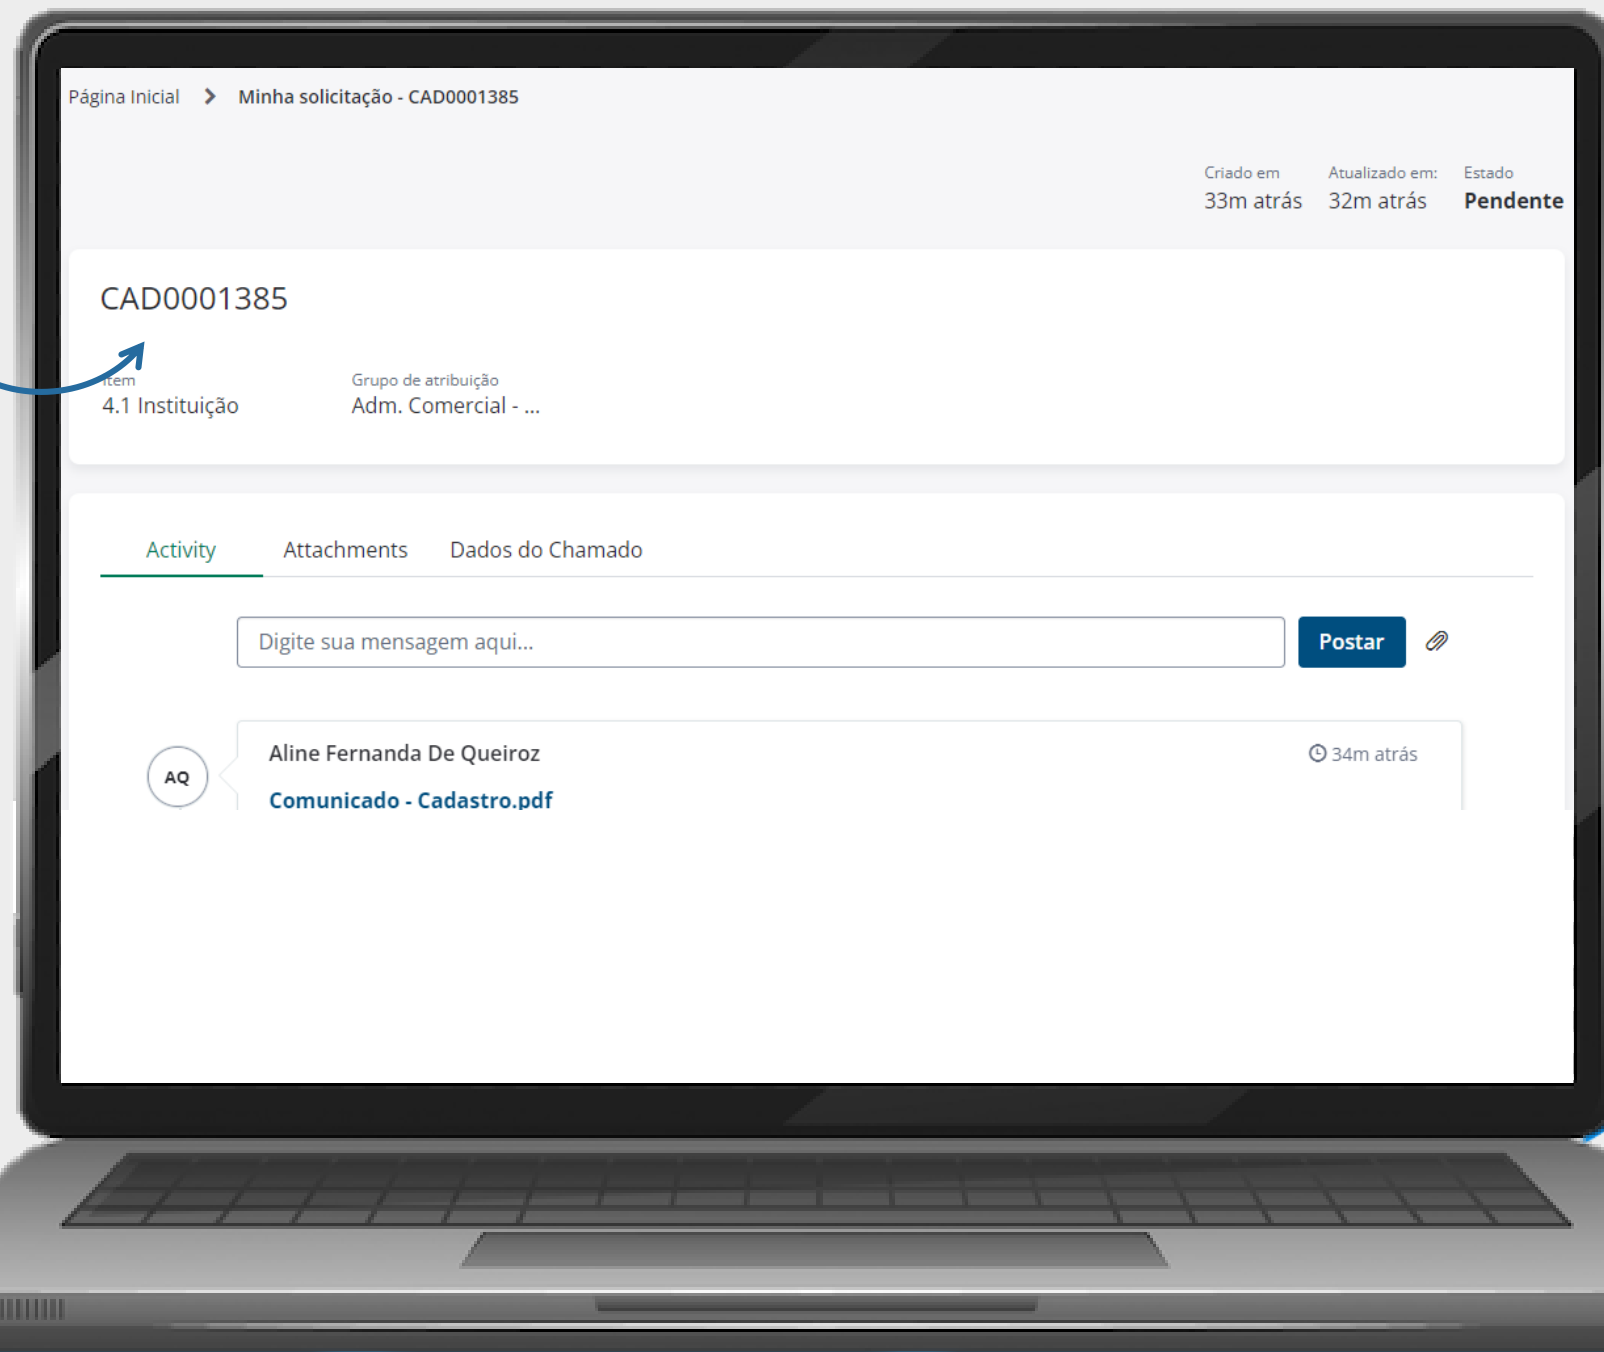 Página Inicial > Minha solicitação - CAD0001385
Criado em Atualizado em: Estado
33m atrás 32m atrás Pendente
CAD0001385
Item Grupo de atribuição
4.1 Instituição Adm. Comercial - ...
Activity Attachments Dados do Chamado
Digite sua mensagem aqui... Postar
AQ
Aline Fernanda De Queiroz 34m atrás
Comunicado - Cadastro.pdf